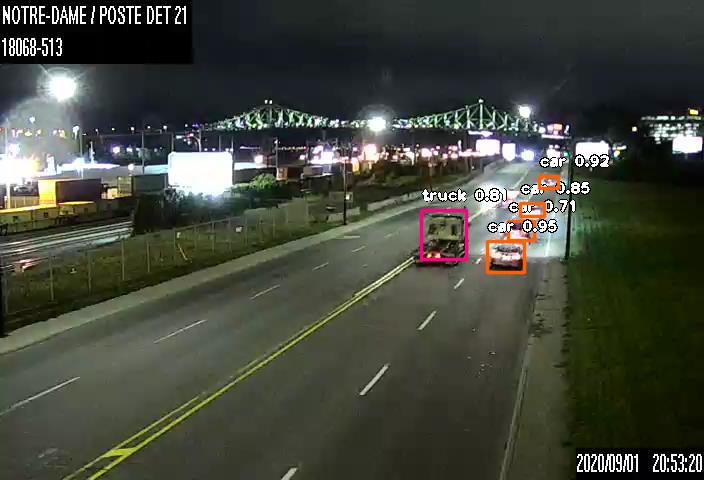 NOTRE-DAME / POSTE DET 21
18068-513
car 0.92
car 0.85
truck 0.81
car 0.71
car 0.95
2020/09/01 20:53:20